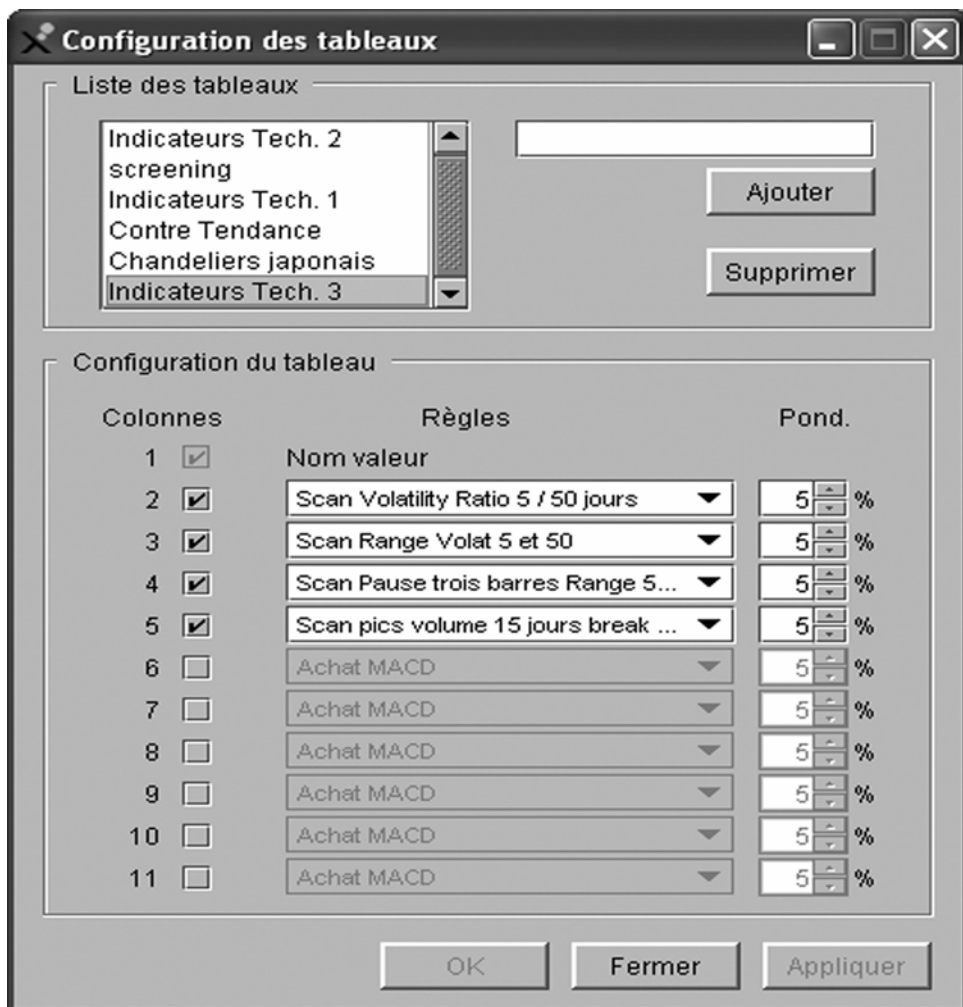 Configuration des tableaux
Liste des tableaux
Indicateurs Tech. 2
screening
Indicateurs Tech. 1
Contre Tendance
Chandeliers japonais
Indicateurs Tech. 3
Ajouter
Supprimer
Configuration du tableau
Colonnes Règles Pond.
1 Nom valeur
2 Scan Volatility Ratio 5 / 50 jours 5 %
3 Scan Range Volat 5 et 50 5 %
4 Scan Pause trois barres Range 5... 5 %
5 Scan pics volume 15 jours break ... 5 %
6 Achat MACD 5 %
7 Achat MACD 5 %
8 Achat MACD 5 %
9 Achat MACD 5 %
10 Achat MACD 5 %
11 Achat MACD 5 %
OK Fermer Appliquer